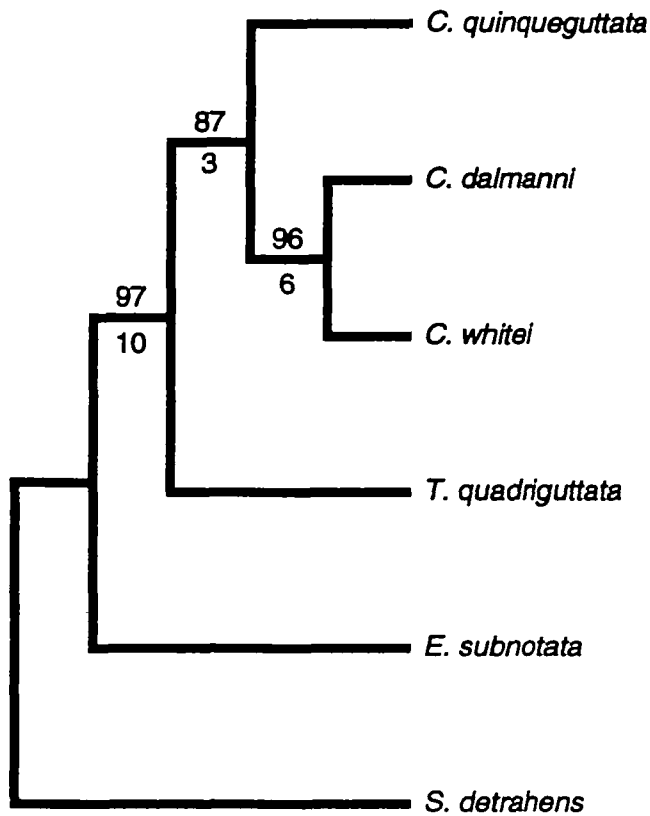 C. quinqueguttata
87
3
C. dalmanni
96
6
97
10
C. whitei
T. quadriguttata
E. subnotata
S. detrahens